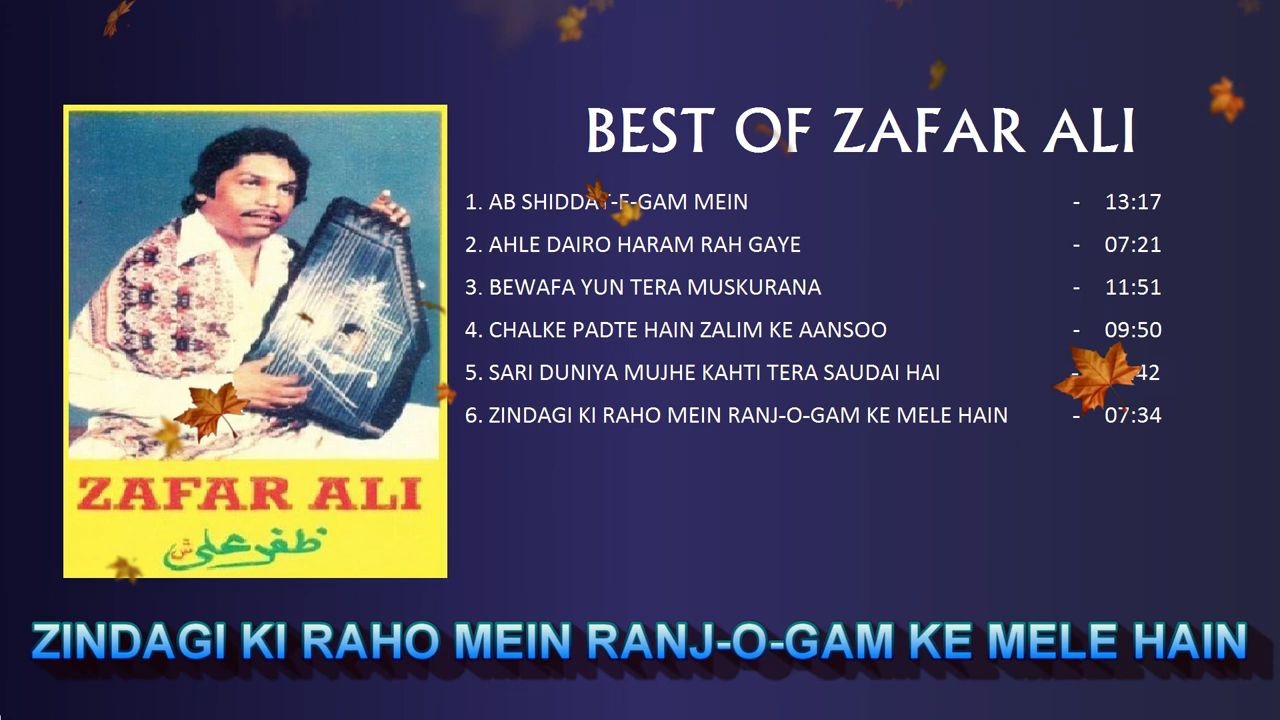 BEST OF ZAFAR ALI
1. AB SHIDDAT-E-GAM MEIN - 13:17
2. AHLE DAIRO HARAM RAH GAYE - 07:21
3. BEWAFA YUN TERA MUSKURANA - 11:51
4. CHALKE PADTE HAIN ZALIM KE AANSOO - 09:50
5. SARI DUNIYA MUJHE KAHTI TERA SAUDAI HAI -
6. ZINDAGI KI RAHO MEIN RANJ-O-GAM KE MELE HAIN - 07:34
ZAFAR ALI
ظفر علی
ZINDAGI KI RAHO MEIN RANJ-O-GAM KE MELE HAIN